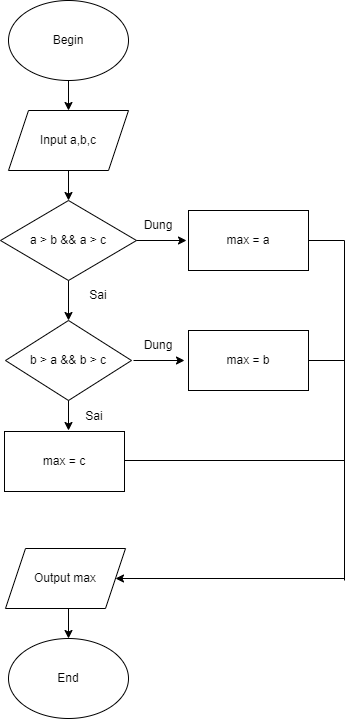 Begin
Input a,b,c
a > b && a > c
Dung
max = a
Sai
b > a && b > c
Dung
max = b
Sai
max = c
Output max
End